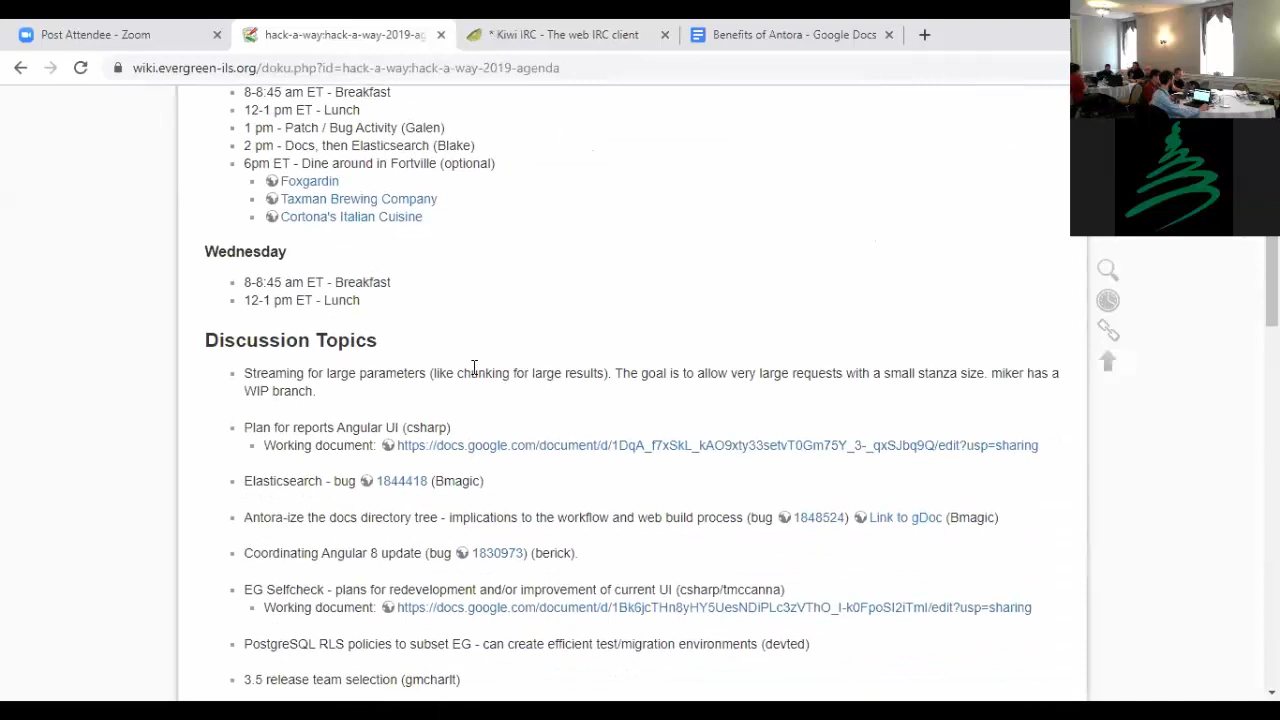 Post Attendee - Zoom
hack-a-way:hack-a-way-2019-ag
* Kiwi IRC - The web IRC client
Benefits of Antora - Google Docs
wiki.evergreen-ils.org/doku.php?id=hack-a-way:hack-a-way-2019-agenda
8-8:45 am ET - Breakfast
12-1 pm ET - Lunch
1 pm - Patch / Bug Activity (Galen)
2 pm - Docs, then Elasticsearch (Blake)
6pm ET - Dine around in Fortville (optional)
Foxgardin
Taxman Brewing Company
Cortona's Italian Cuisine
Wednesday
8-8:45 am ET - Breakfast
12-1 pm ET - Lunch
Discussion Topics
Streaming for large parameters (like chunking for large results). The goal is to allow very large requests with a small stanza size. miker has a
WIP branch.
Plan for reports Angular UI (csharp)
Working document: https://docs.google.com/document/d/1DqA_f7xSkL_kAO9xty33setvT0Gm75Y_3-_qxSJbq9Q/edit?usp=sharing
Elasticsearch - bug 1844418 (Bmagic)
Antora-ize the docs directory tree - implications to the workflow and web build process (bug 1848524) Link to gDoc (Bmagic)
Coordinating Angular 8 update (bug 1830973) (berick).
EG Selfcheck - plans for redevelopment and/or improvement of current UI (csharp/tmccanna)
Working document: https://docs.google.com/document/d/1Bk6jcTHn8yHY5UesNDiPLc3zVThO_I-k0FpoSI2iTmI/edit?usp=sharing
PostgreSQL RLS policies to subset EG - can create efficient test/migration environments (devted)
3.5 release team selection (gmcharlt)